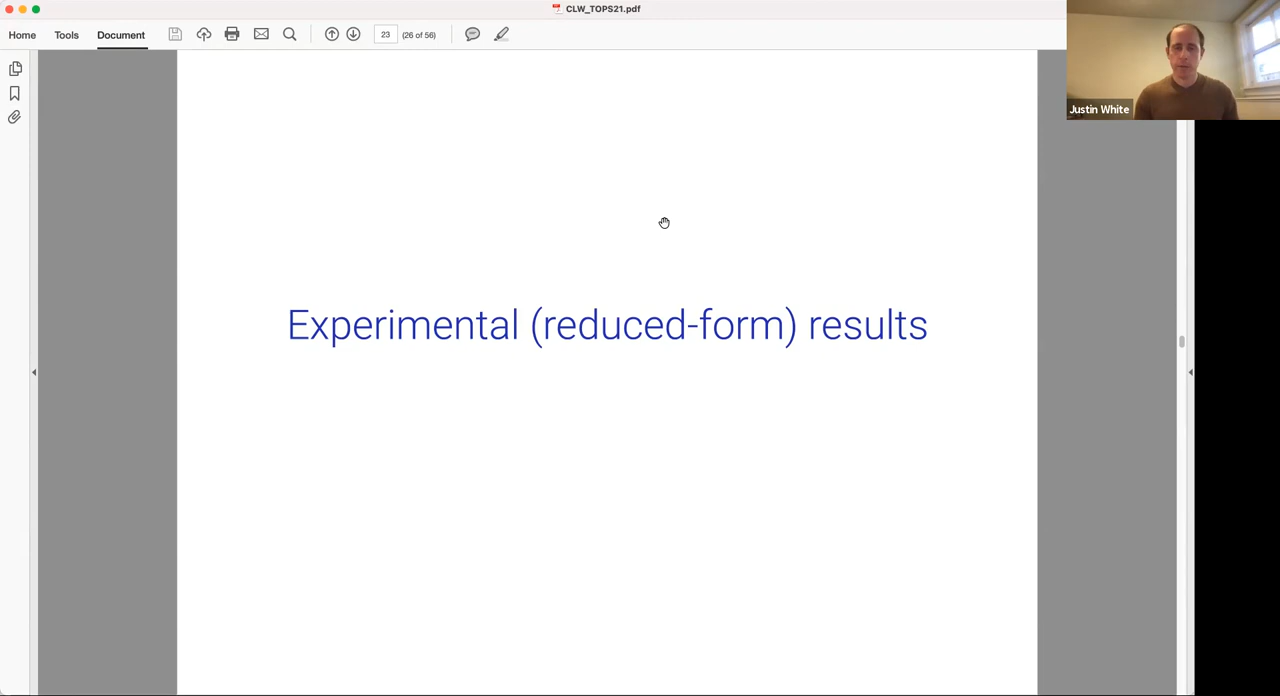 CLW_TOPS21.pdf
Home Tools Document 23 (26 of 56)
Justin White
Experimental (reduced-form) results